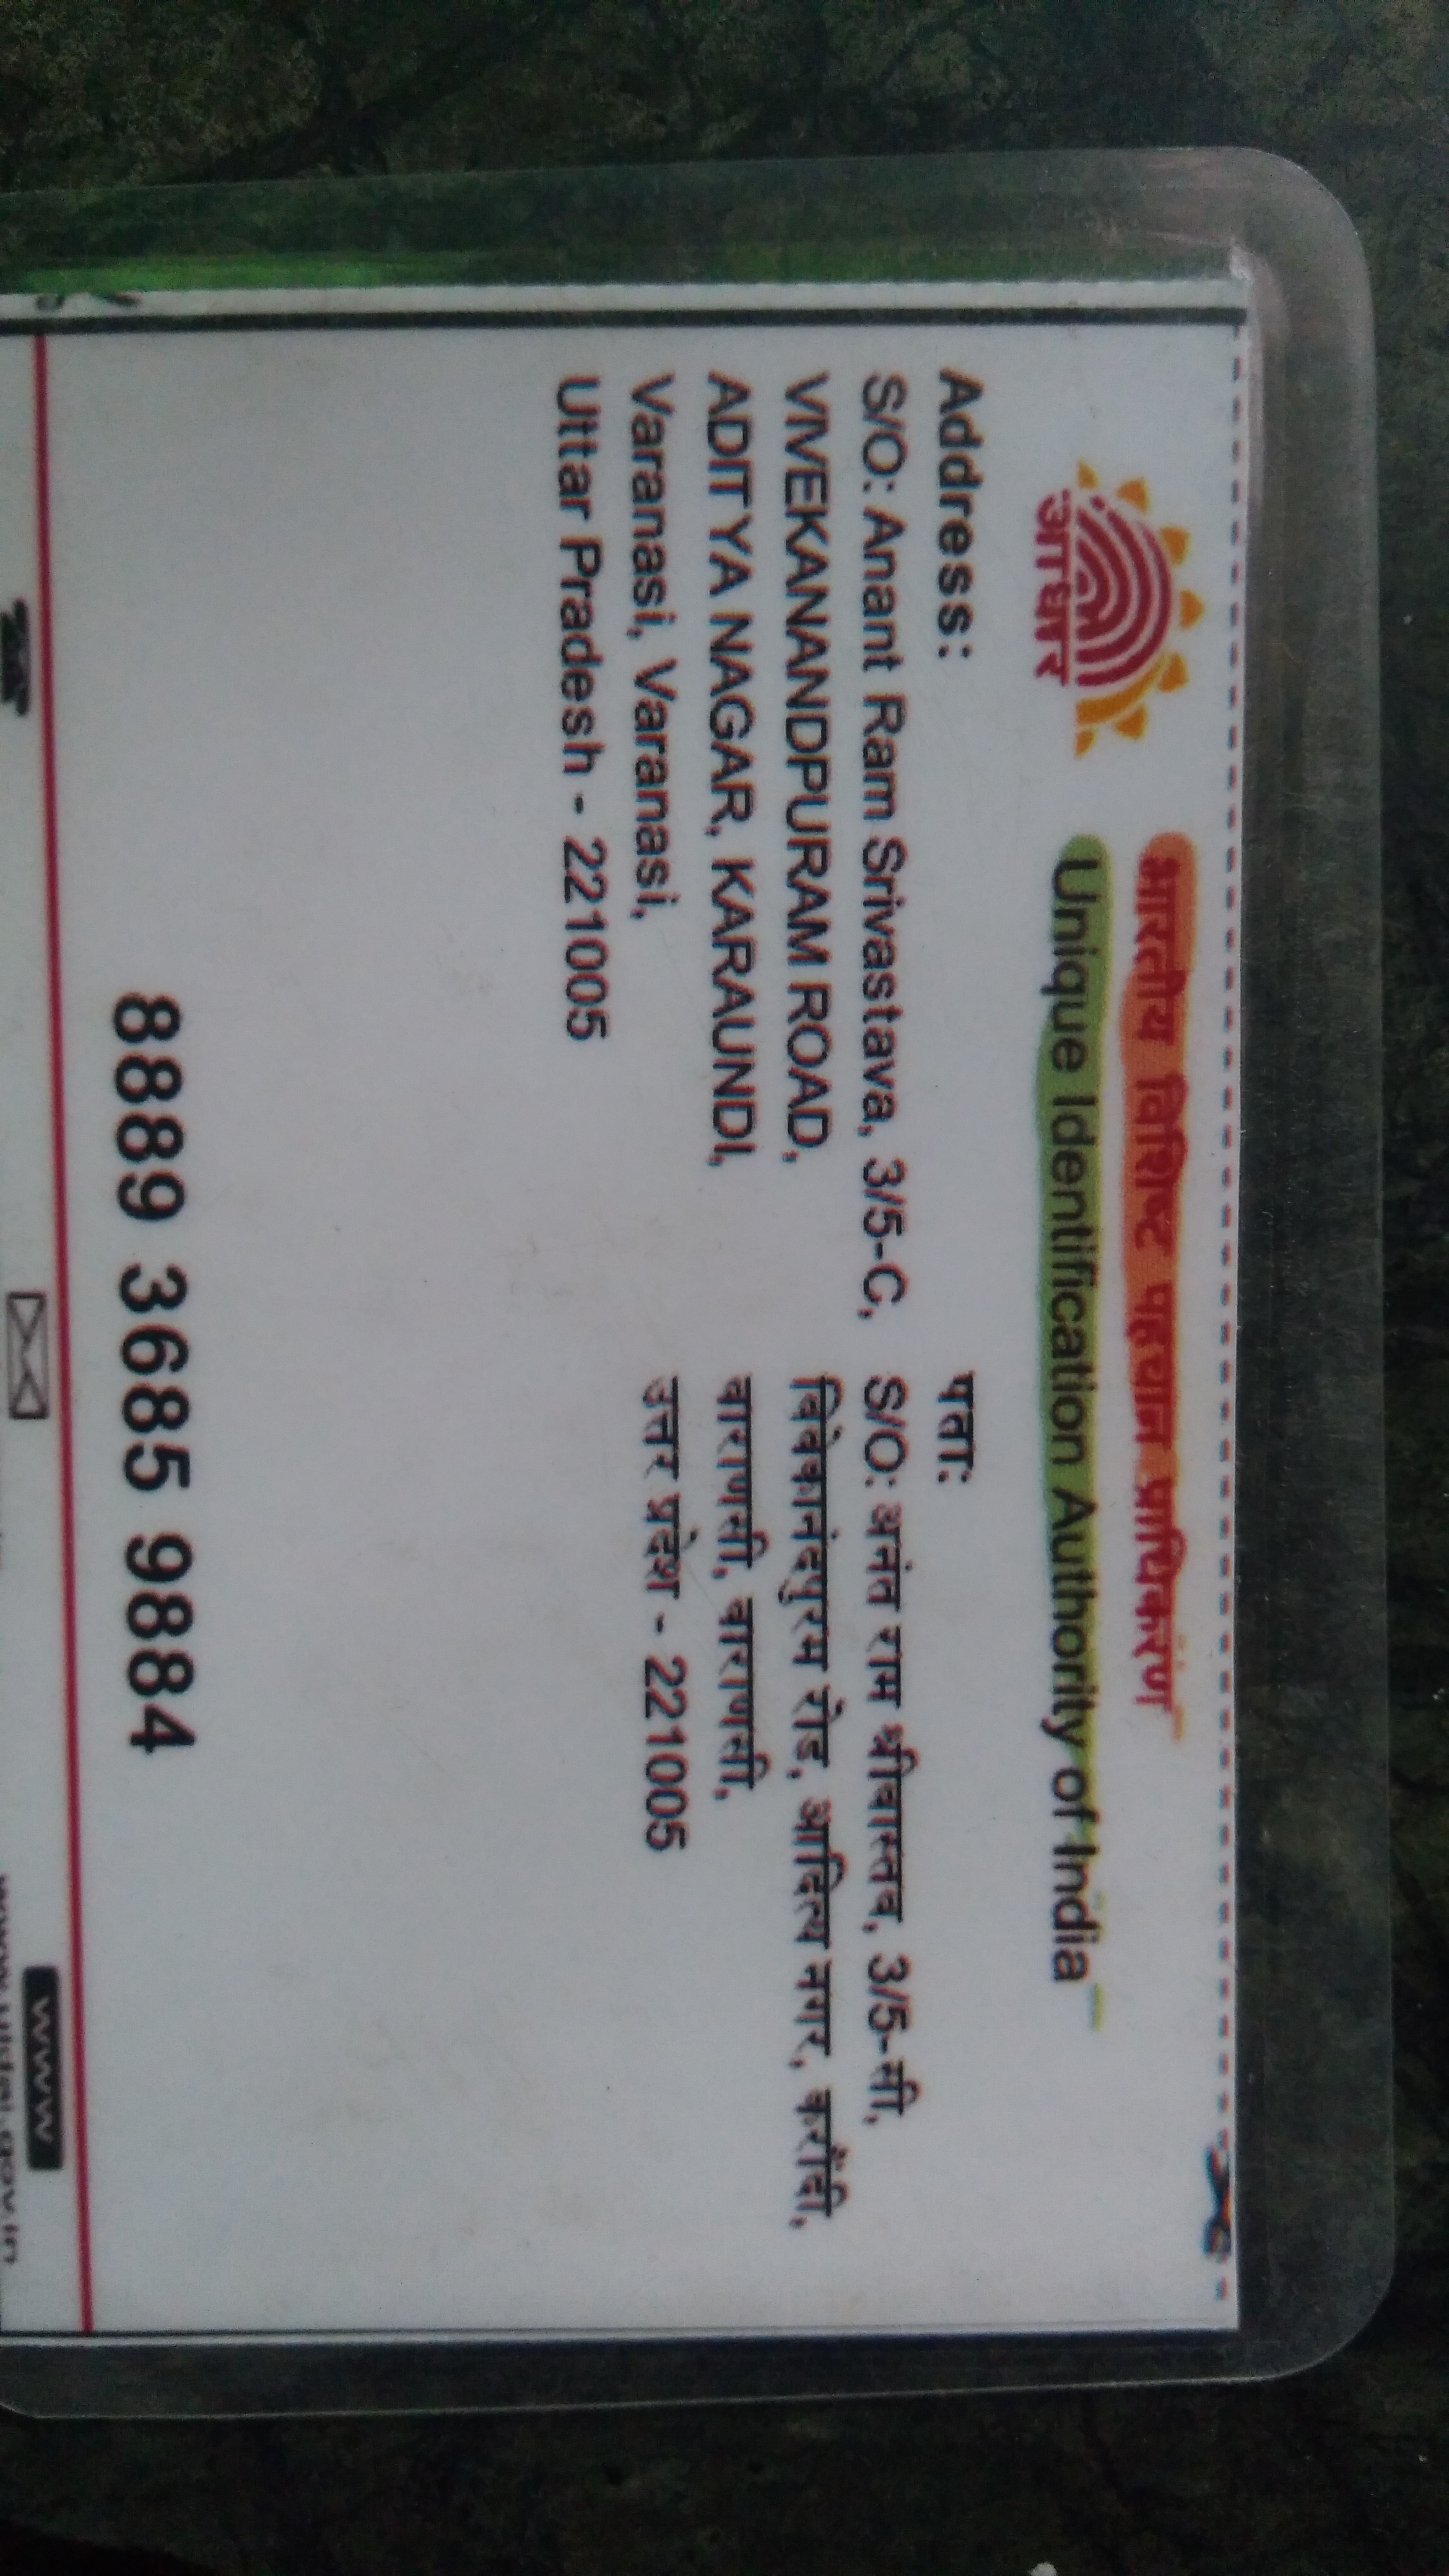 भारतीय विशिष्ट पहचान प्राधिकरण
Unique Identification Authority of India
आधार
Address:
S/O: Anant Ram Srivastava, 3/5-C,
VIVEKANANDPURAM ROAD,
ADITYA NAGAR, KARAUNDI,
Varanasi, Varanasi,
Uttar Pradesh - 221005
पता:
S/O: अनंत राम श्रीवास्तव, 3/5-सी,
विवेकानंदपुरम रोड, आदित्य नगर, करौंदी,
वाराणसी, वाराणसी,
उत्तर प्रदेश - 221005
8889 3685 9884
WWW